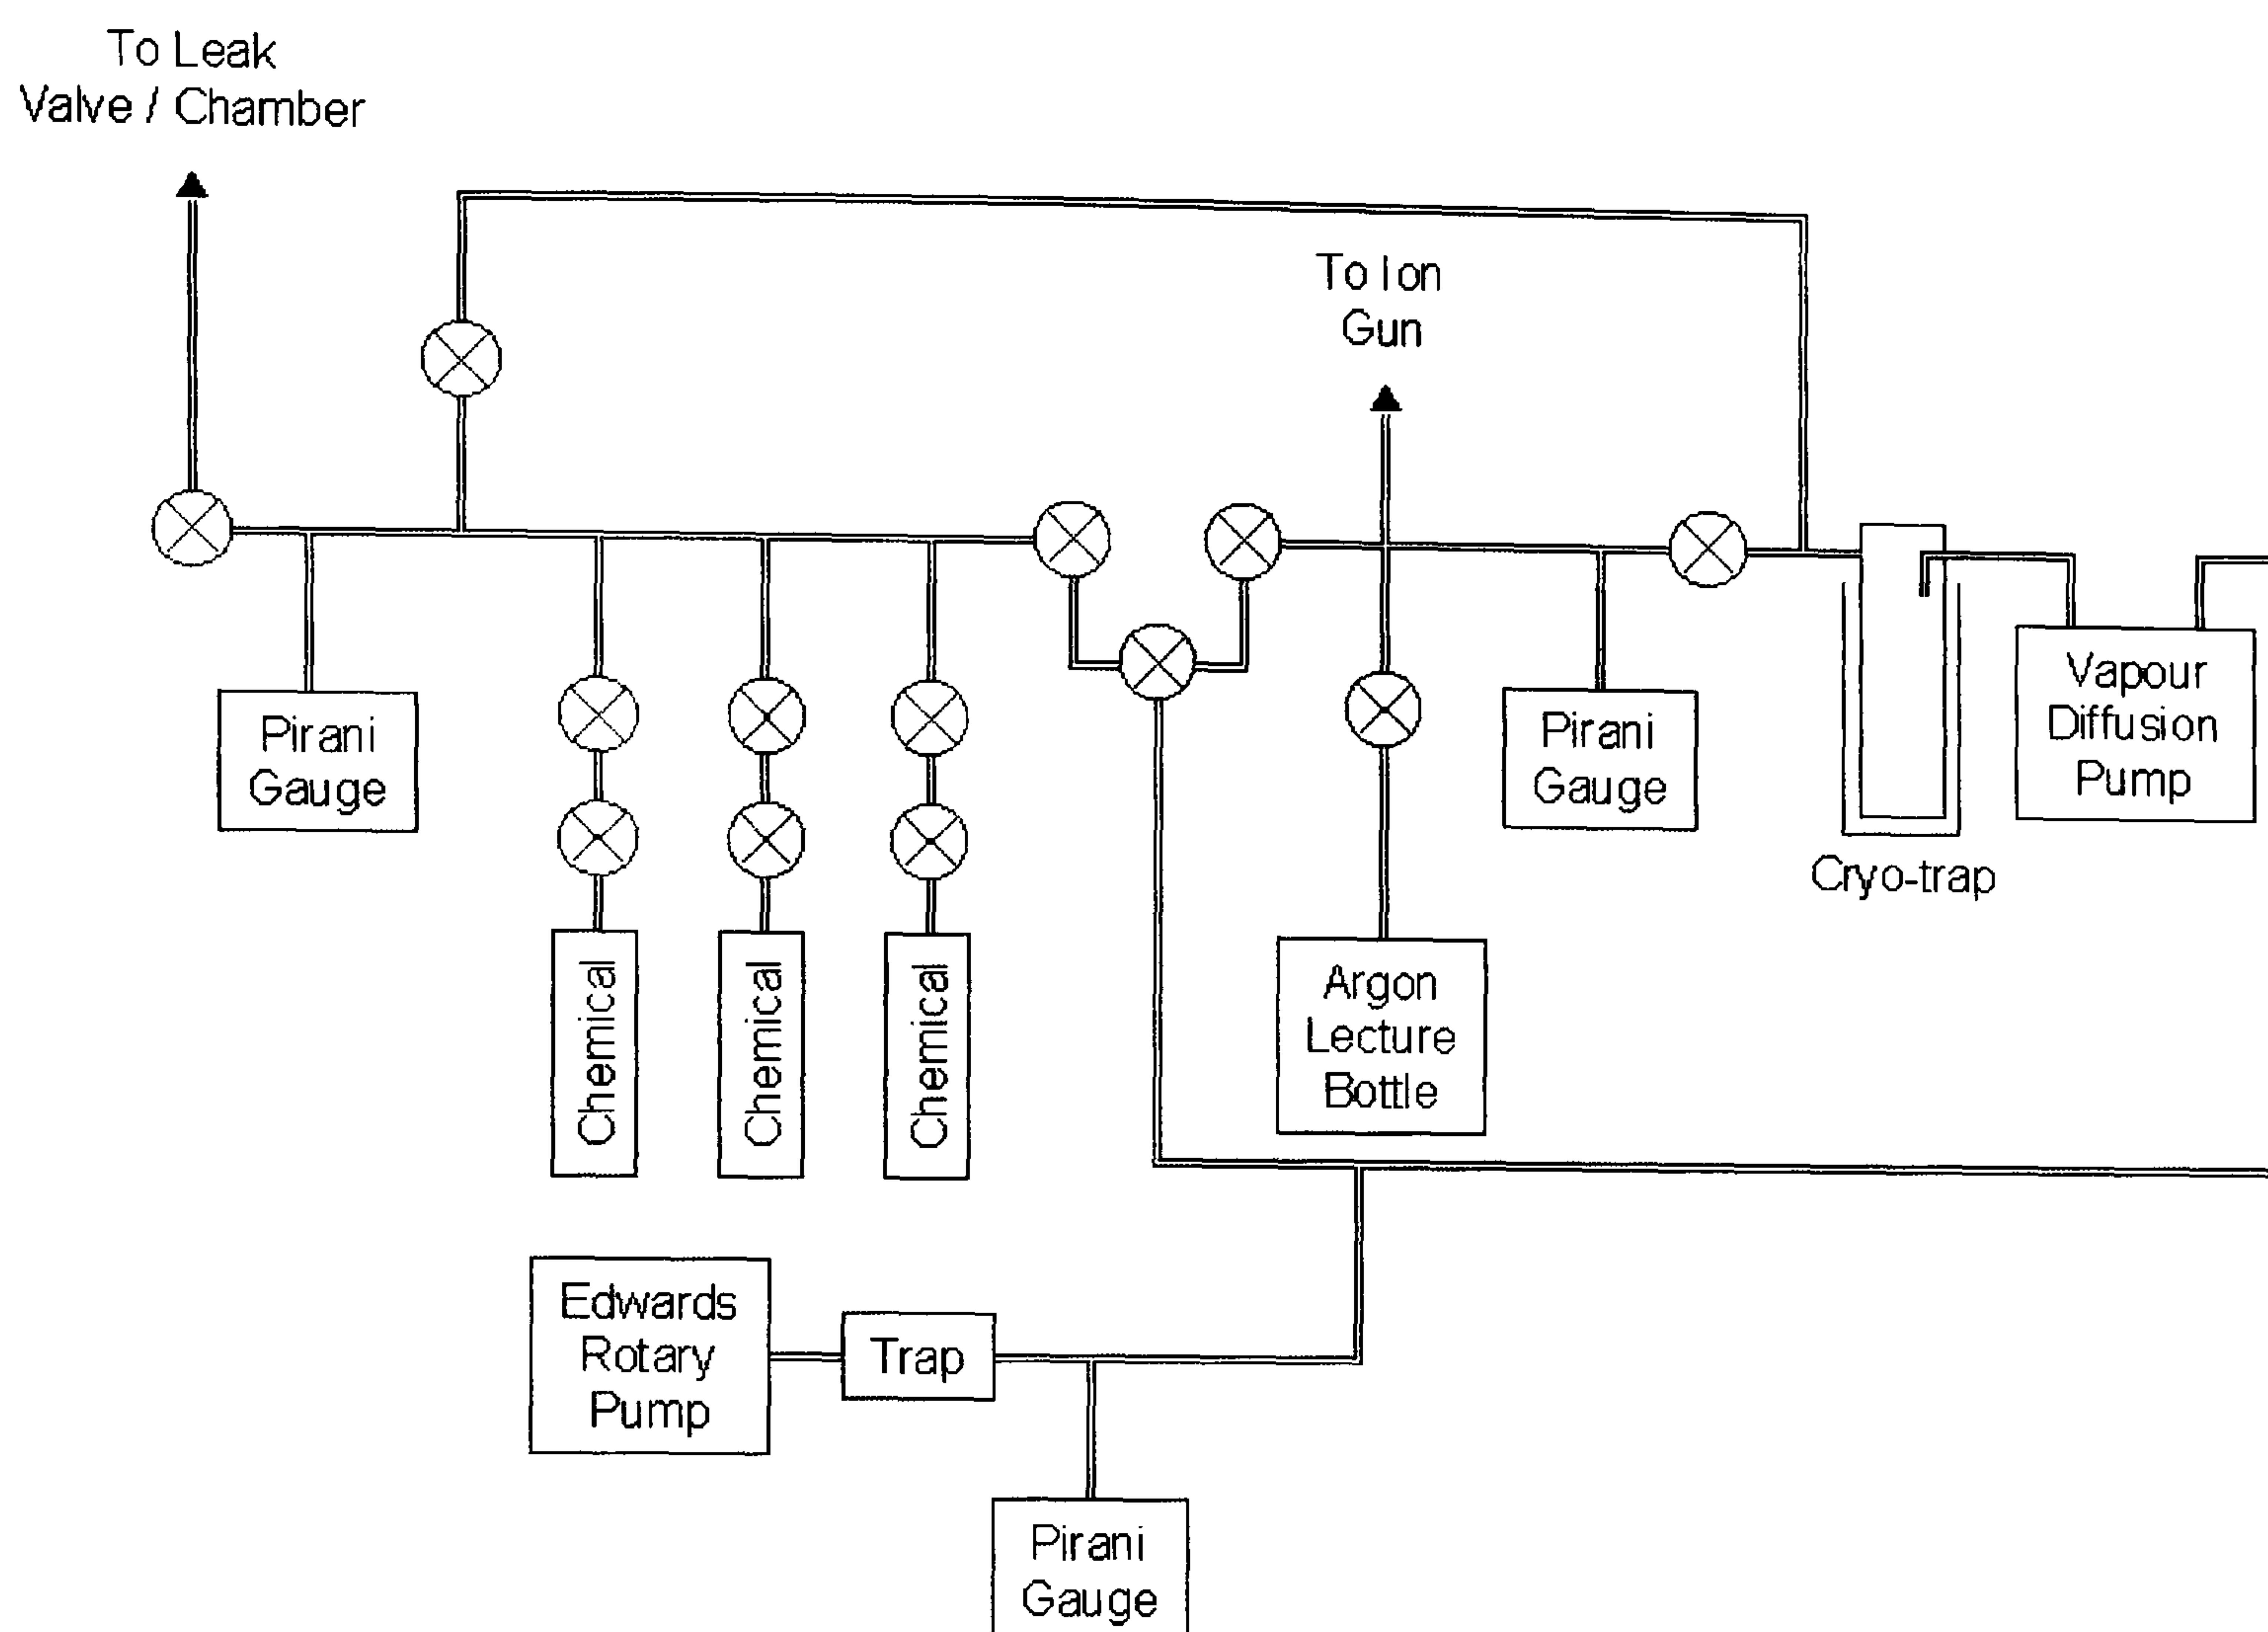 To Leak
Valve / Chamber
To Ion
Gun
Pirani
Gauge
Pirani
Gauge
Vapour
Diffusion
Pump
Cryo-trap
Chemical
Chemical
Chemical
Argon
Lecture
Bottle
Edwards
Rotary
Pump
Trap
Pirani
Gauge